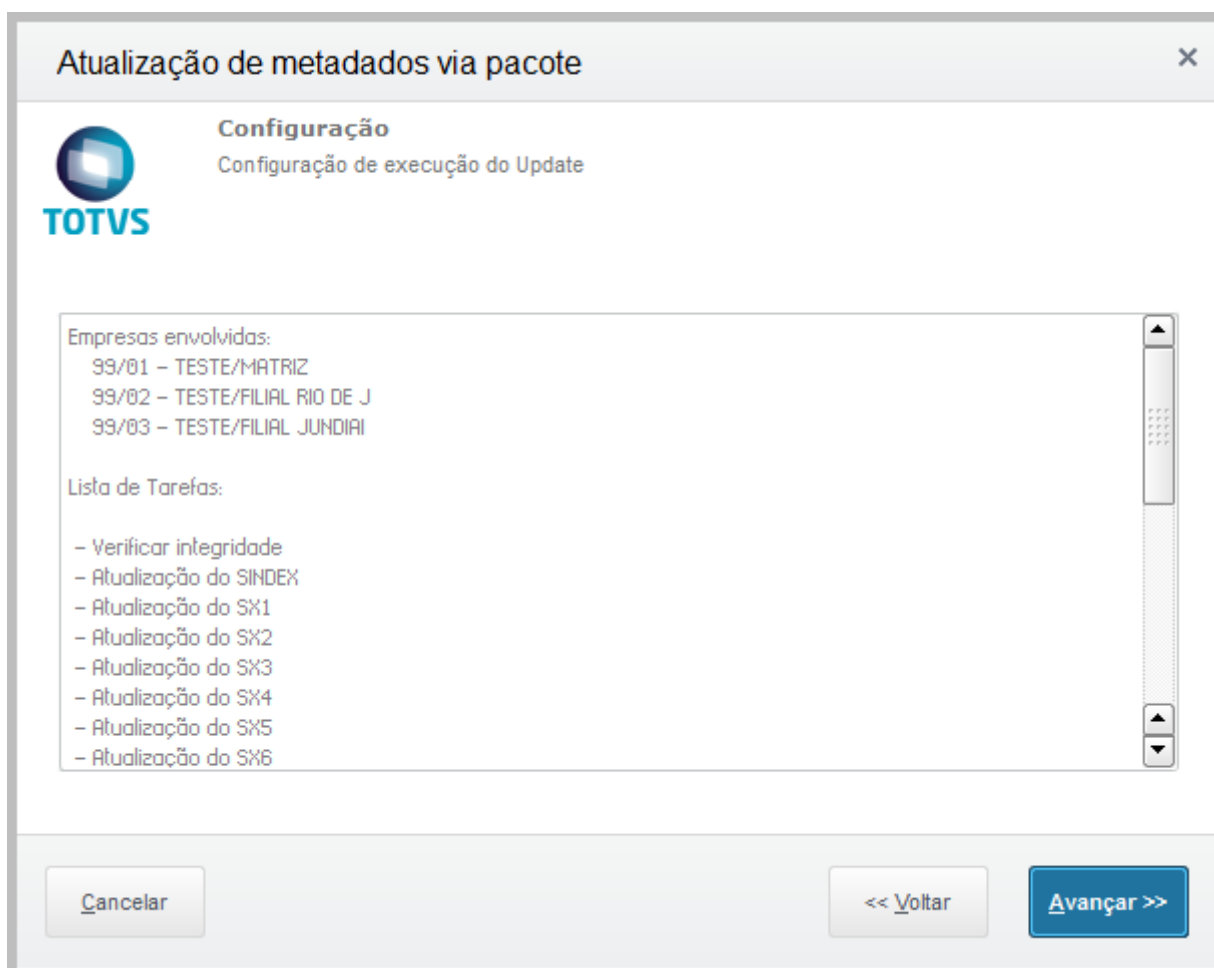 Atualização de metadados via pacote
×
Configuração
Configuração de execução do Update
TOTVS
Empresas envolvidas:
99/01 - TESTE/MATRIZ
99/02 - TESTE/FILIAL RIO DE J
99/03 - TESTE/FILIAL JUNDIAI
Lista de Tarefas:
- Verificar integridade
- Atualização do SINDEX
- Atualização do SX1
- Atualização do SX2
- Atualização do SX3
- Atualização do SX4
- Atualização do SX5
- Atualização do SX6
Cancelar
<< Voltar
Avançar >>